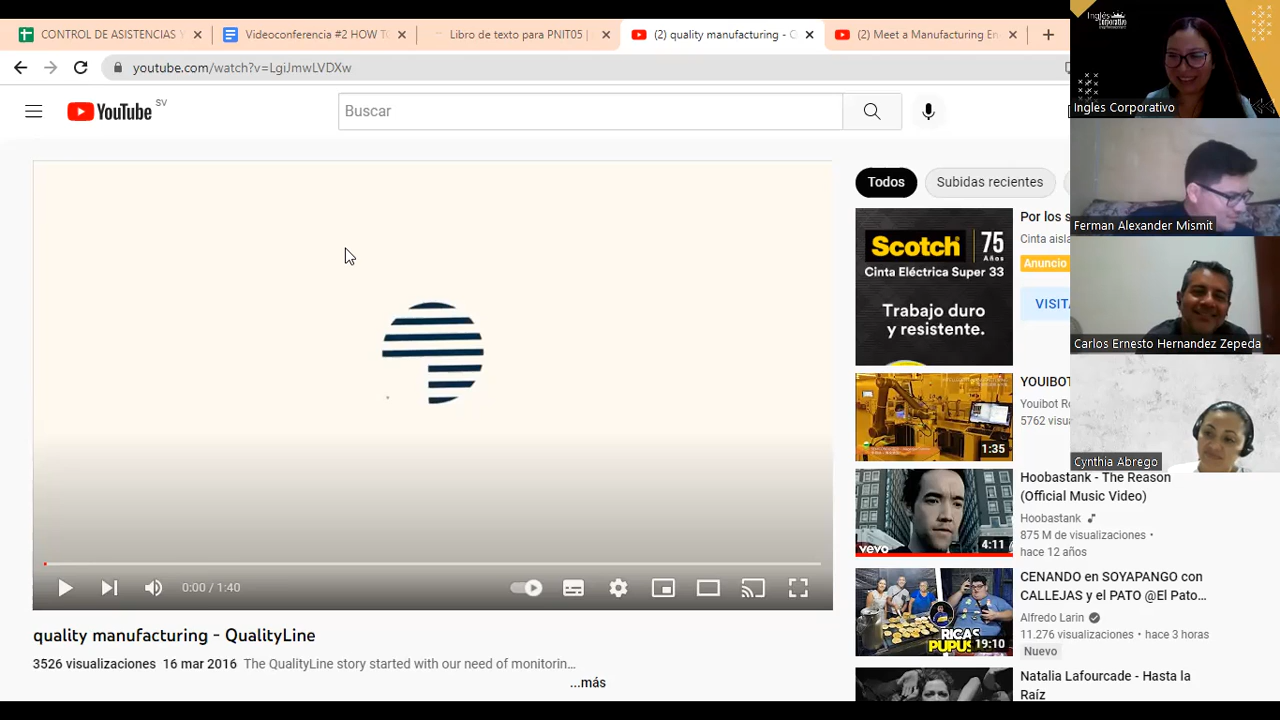 CONTROL DE ASISTENCIAS Y
Videoconferencia #2 HOW T
Libro de texto para PNIT05 |
(2) quality manufacturing - C
(2) Meet a Manufacturing En
youtube.com/watch?v=LgiJmwLVDXw
YouTube
SV
Buscar
Todos
Subidas recientes
Scotch
75
Años
Cinta Eléctrica Super 33
Trabajo duro
y resistente.
Por los s
Cinta aisla
Anuncio
VISITA
1:35
YOUIBOT
Youibot Ro
5762 visua
vevo
4:11
Hoobastank - The Reason
(Official Music Video)
Hoobastank
875 M de visualizaciones •
hace 12 años
RICAS
PUPUS
19:10
CENANDO en SOYAPANGO con
CALLEJAS y el PATO @El Pato…
Alfredo Larin
11.276 visualizaciones • hace 3 horas
Nuevo
Natalia Lafourcade - Hasta la
Raíz
0:00 / 1:40
quality manufacturing - QualityLine
3526 visualizaciones 16 mar 2016 The QualityLine story started with our need of monitorin…
...más
Inglés
Corporativo
Ingles Corporativo
Ferman Alexander Mismit
Carlos Ernesto Hernandez Zepeda
Cynthia Abrego